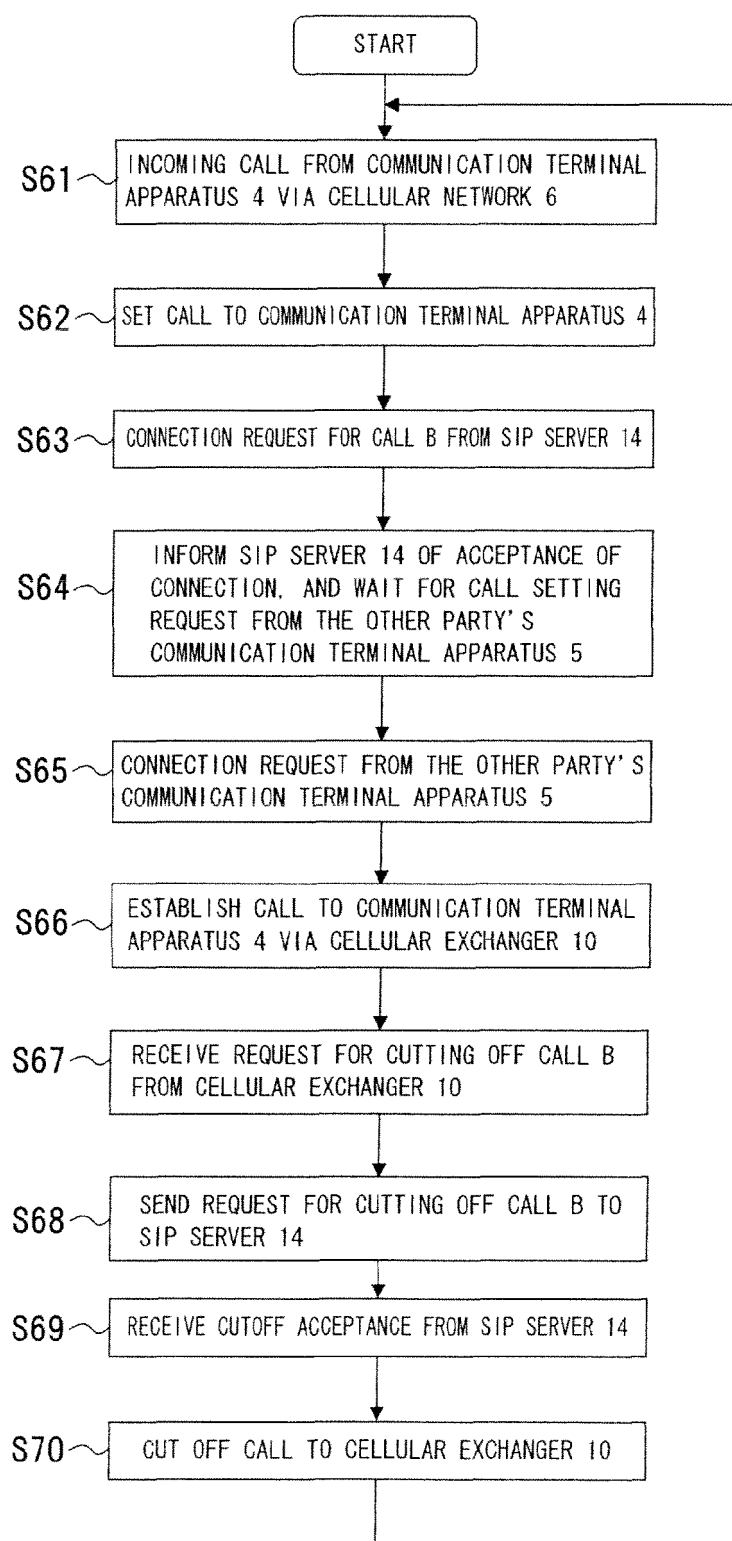 START
S61
INCOMING CALL FROM COMMUNICATION TERMINAL
APPARATUS 4 VIA CELLULAR NETWORK 6
S62
SET CALL TO COMMUNICATION TERMINAL APPARATUS 4
S63
CONNECTION REQUEST FOR CALL B FROM SIP SERVER 14
S64
INFORM SIP SERVER 14 OF ACCEPTANCE OF
CONNECTION, AND WAIT FOR CALL SETTING
REQUEST FROM THE OTHER PARTY'S
COMMUNICATION TERMINAL APPARATUS 5
S65
CONNECTION REQUEST FROM THE OTHER PARTY'S
COMMUNICATION TERMINAL APPARATUS 5
S66
ESTABLISH CALL TO COMMUNICATION TERMINAL
APPARATUS 4 VIA CELLULAR EXCHANGER 10
S67
RECEIVE REQUEST FOR CUTTING OFF CALL B
FROM CELLULAR EXCHANGER 10
S68
SEND REQUEST FOR CUTTING OFF CALL B TO
SIP SERVER 14
S69
RECEIVE CUTOFF ACCEPTANCE FROM SIP SERVER 14
S70
CUT OFF CALL TO CELLULAR EXCHANGER 10